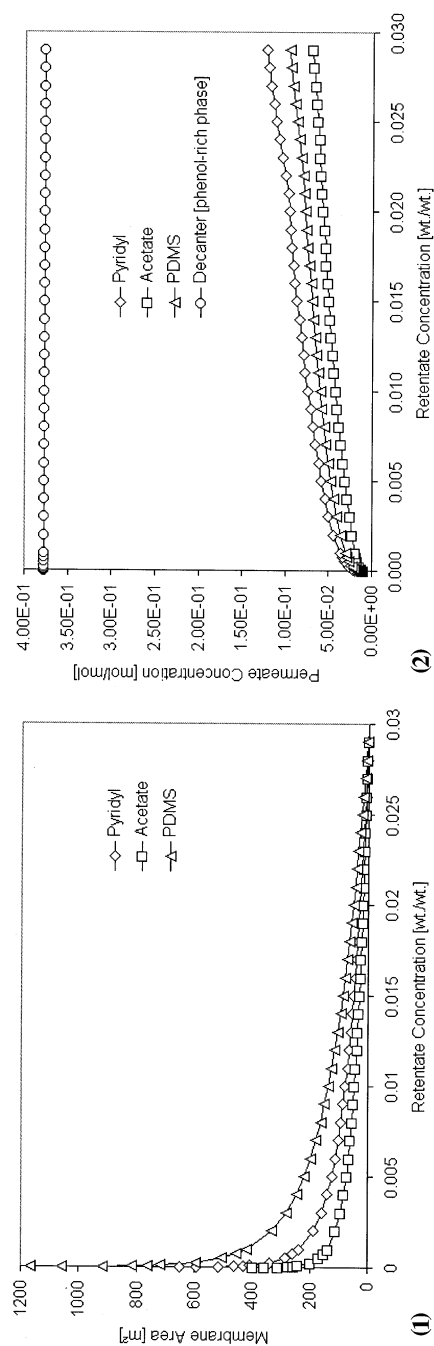 1200
1000
800
600
400
200
0
Membrane Area [m²]
Pyridyl
Acetate
PDMS
0
0.005
0.01
0.015
0.02
0.025
0.03
Retentate Concentration [wt./wt.]
(1)
4.00E-01
3.50E-01
3.00E-01
2.50E-01
2.00E-01
1.50E-01
1.00E-01
5.00E-02
0.00E+00
Permeate Concentration [mol/mol]
Pyridyl
Acetate
PDMS
Decanter [phenol-rich phase]
0.000
0.005
0.010
0.015
0.020
0.025
0.030
Retentate Concentration [wt./wt.]
(2)